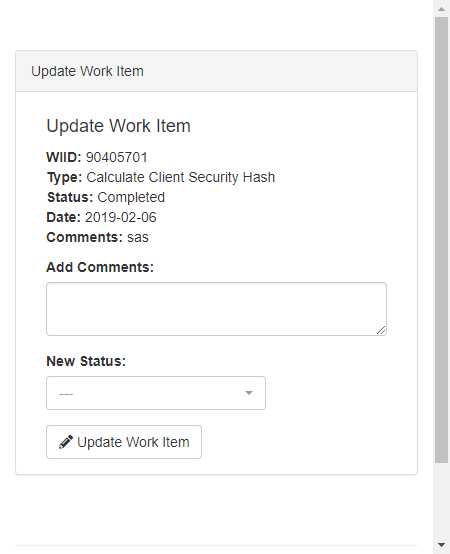 Update Work Item
Update Work Item
WIID: 90405701
Type: Calculate Client Security Hash
Status: Completed
Date: 2019-02-06
Comments: sas
Add Comments:
New Status:
---
Update Work Item